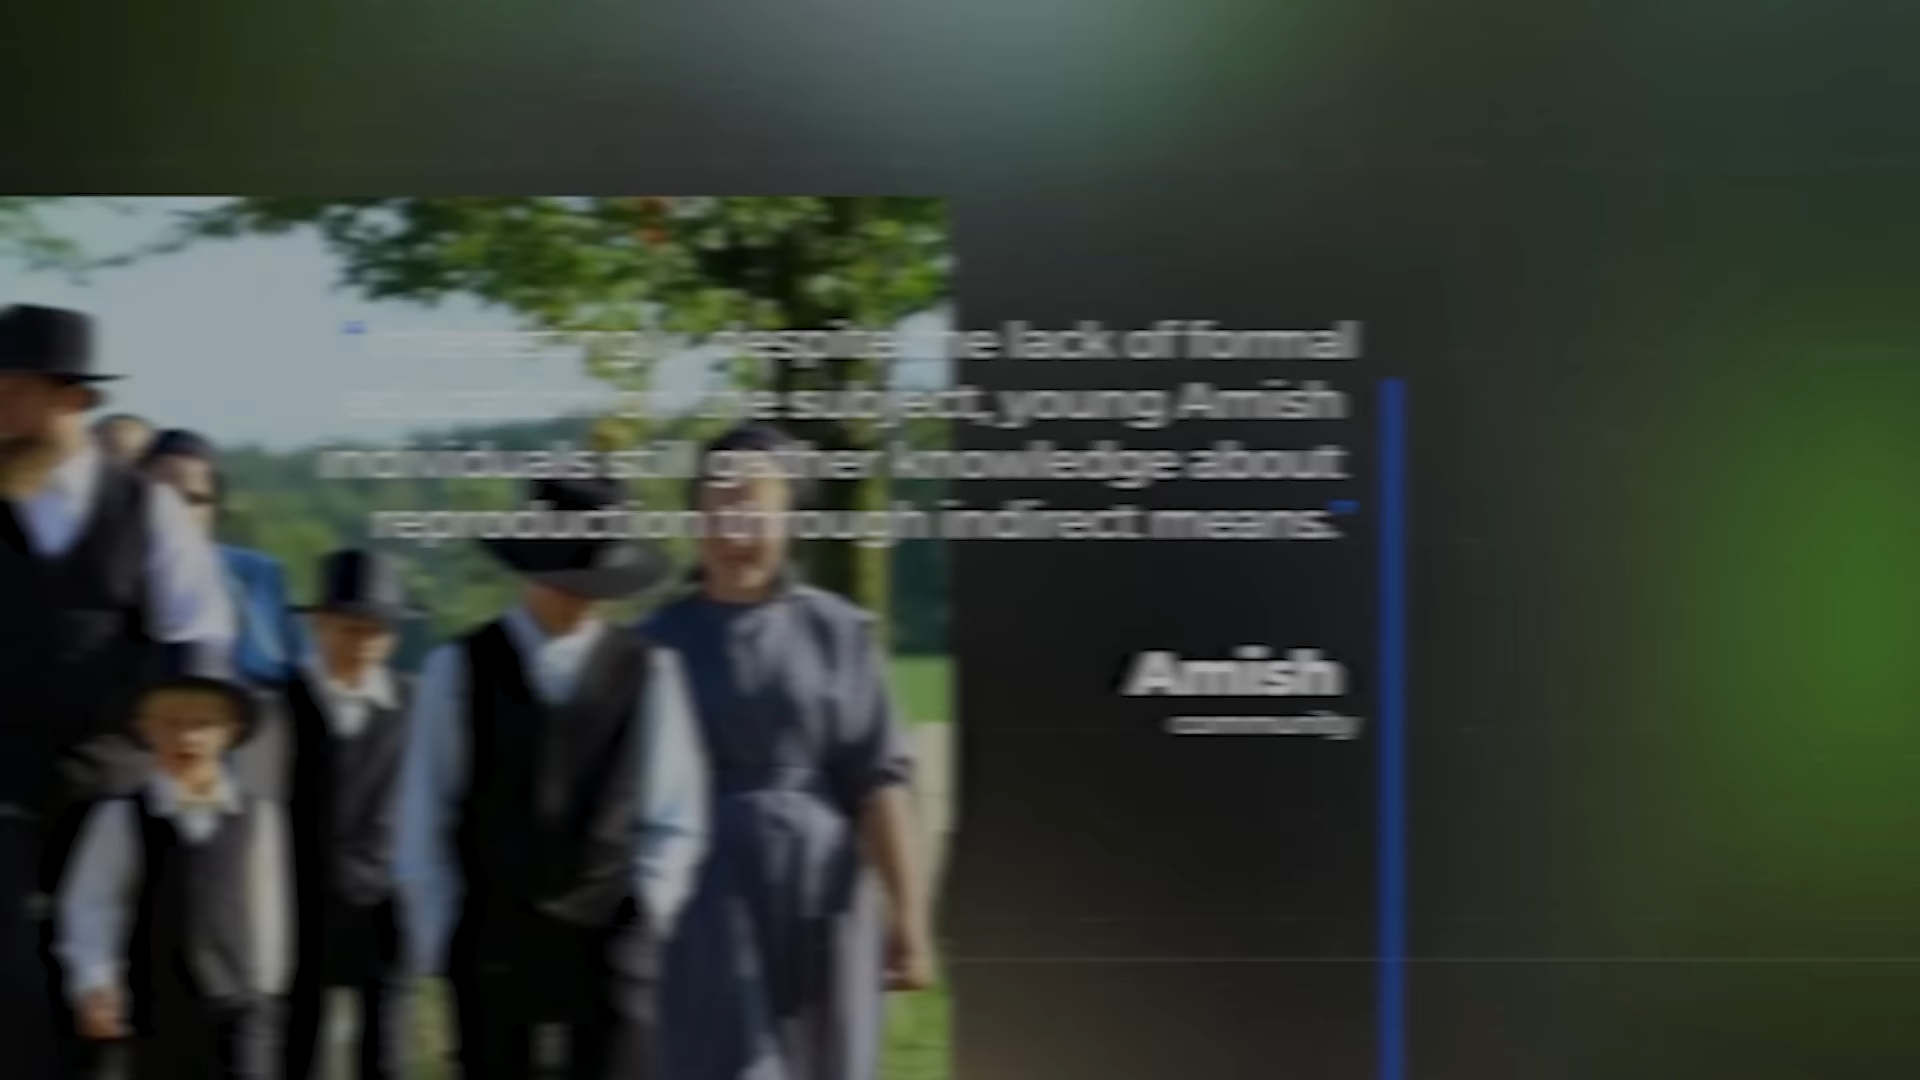 despite the lack of formal
the subject, young Amish
individuals still gather knowledge about
reproduction through indirect means."
Amish
community